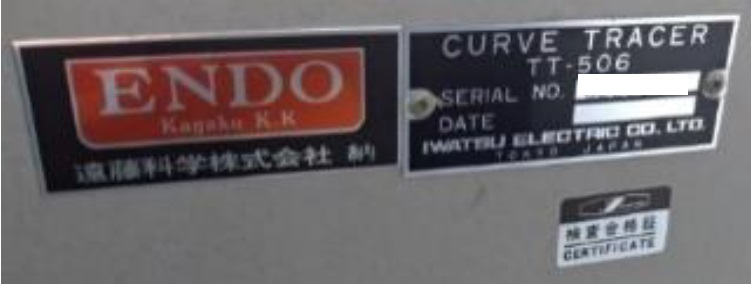 ENDO
Kagaku K.K
遠藤科学株式会社 納
CURVE TRACER
TT-506
SERIAL NO.
DATE
IWATSU ELECTRIC CO. LTD.
TOKYO JAPAN
検査合格証
CERTIFICATE